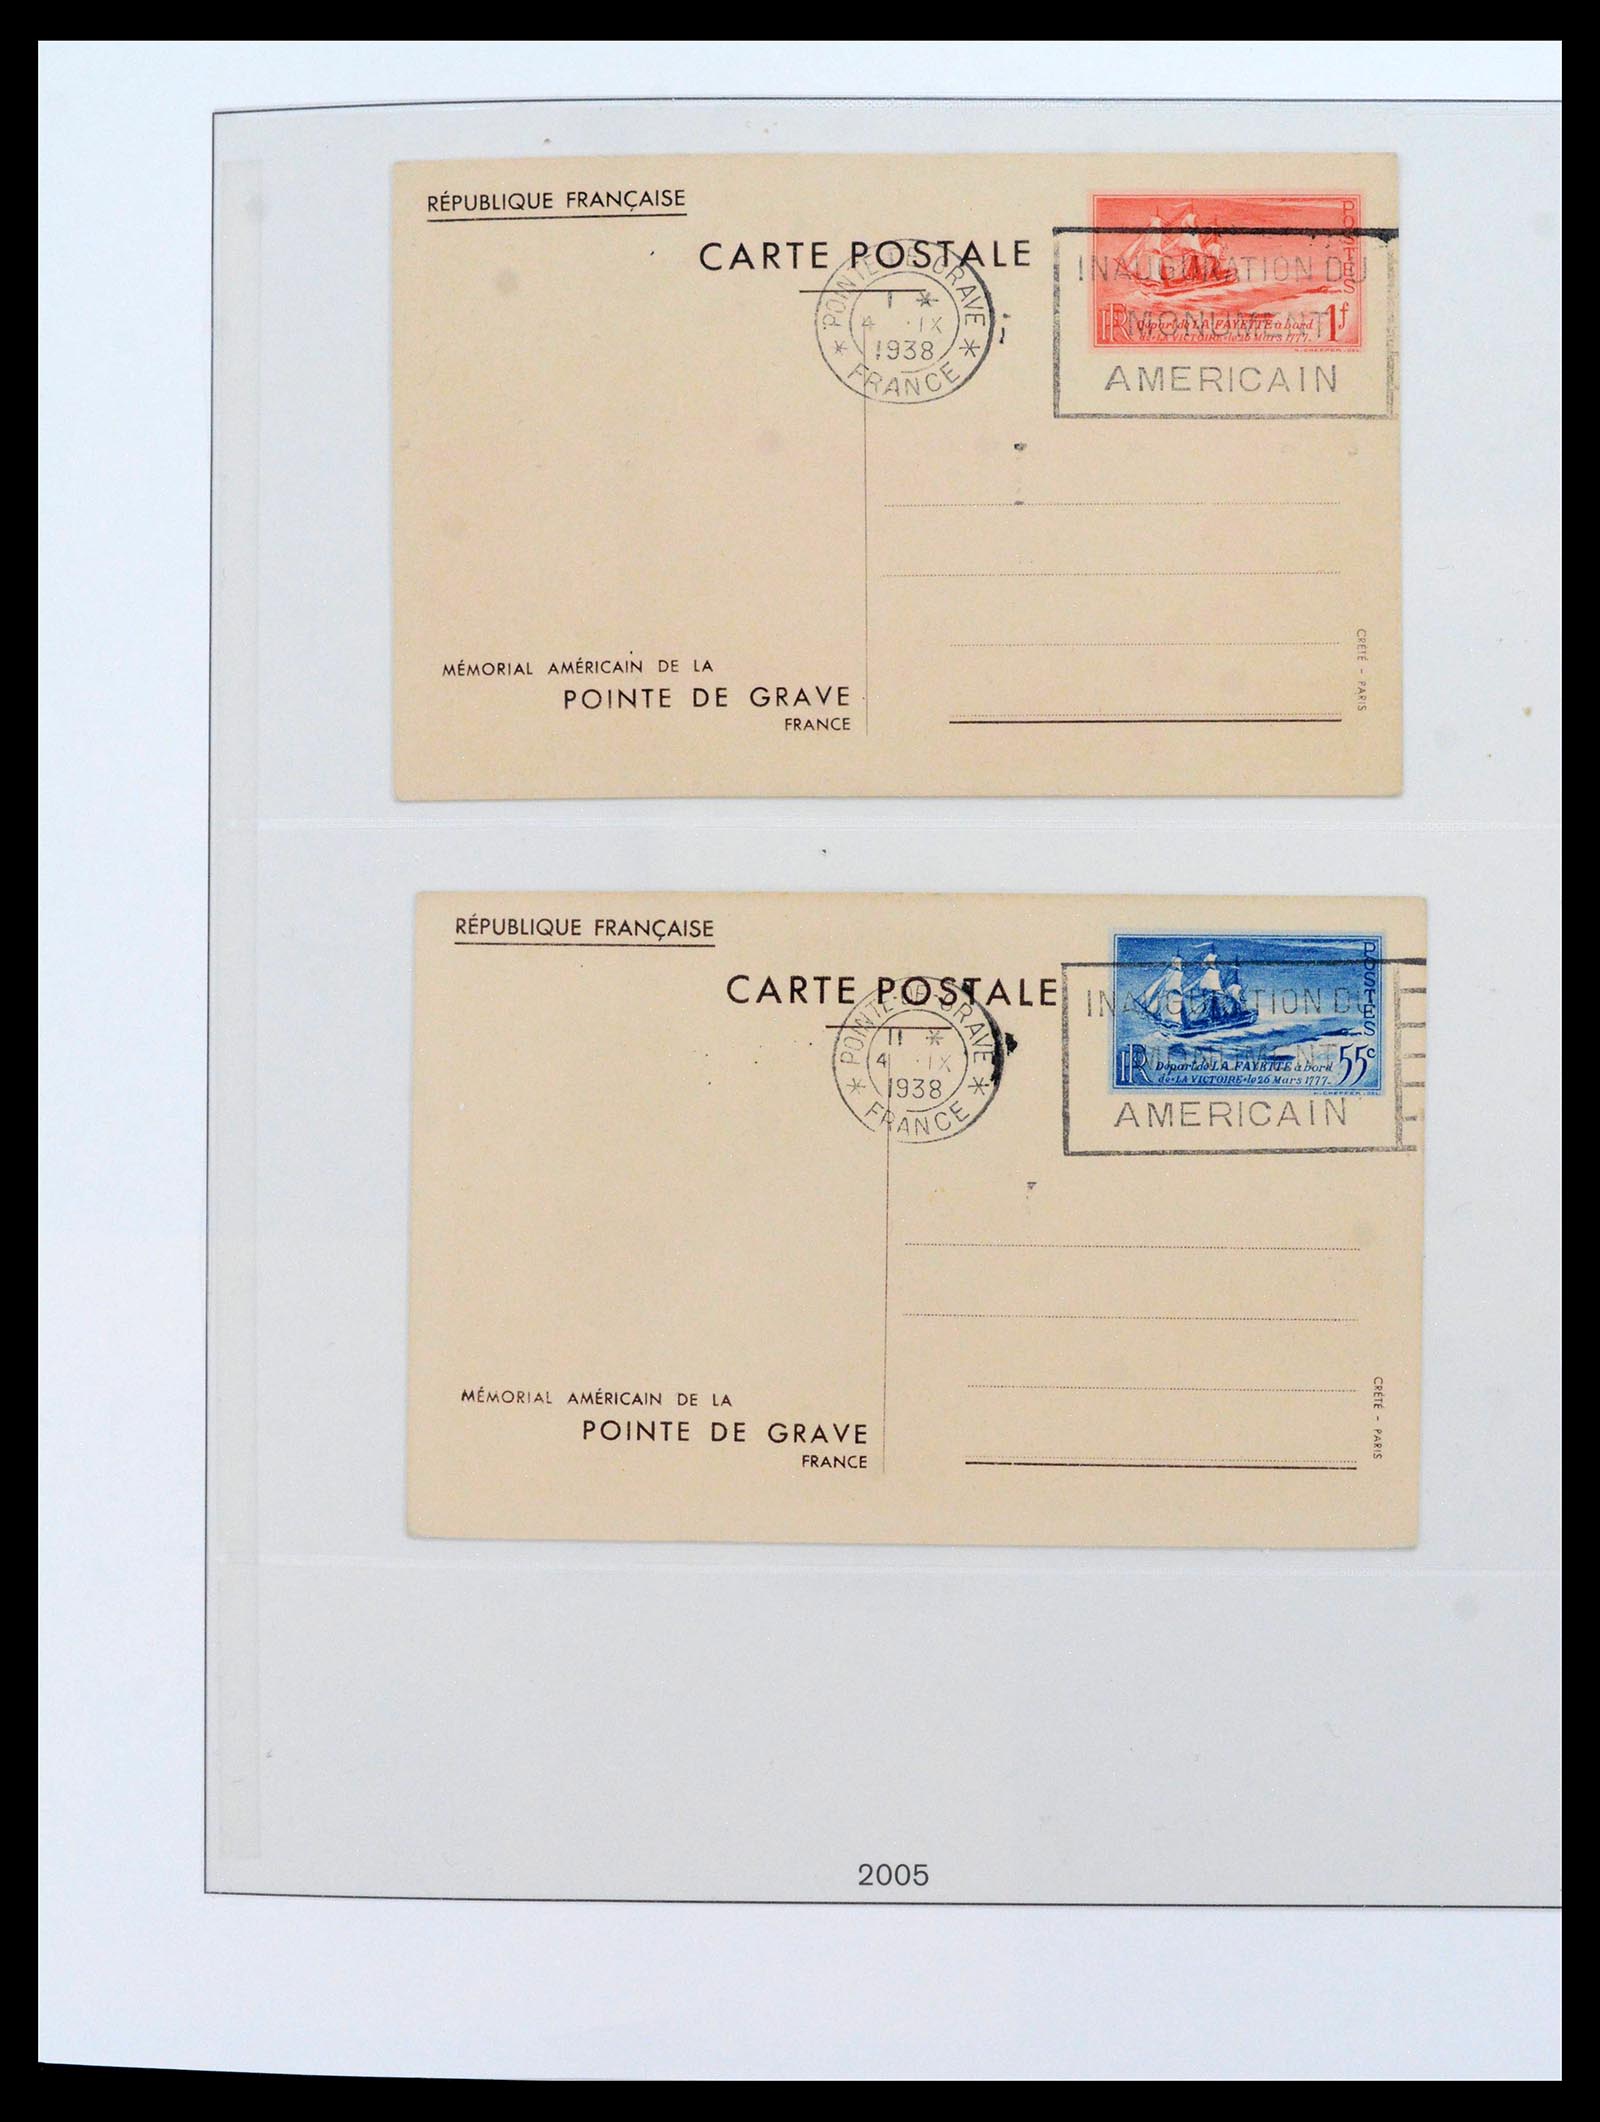 RÉPUBLIQUE FRANÇAISE
CARTE POSTALE
POINTE-DE-GRAVE
1 *
4 · IX
1938
* FRANCE *
INAUGURATION DU
MONUMENT
AMERICAIN
POSTES
RF
Départ de LA FAYETTE à bord
de "LA VICTOIRE" le 26 Mars 1777.
1f
MÉMORIAL AMÉRICAIN DE LA
POINTE DE GRAVE
FRANCE
CRÉTÉ - PARIS
RÉPUBLIQUE FRANÇAISE
CARTE POSTALE
POINTE-DE-GRAVE
11 *
4 · IX
1938
* FRANCE *
INAUGURATION DU
MONUMENT
AMERICAIN
POSTES
RF
Départ de LA FAYETTE à bord
de "LA VICTOIRE" le 26 Mars 1777.
55c
MÉMORIAL AMÉRICAIN DE LA
POINTE DE GRAVE
FRANCE
CRÉTÉ - PARIS
2005